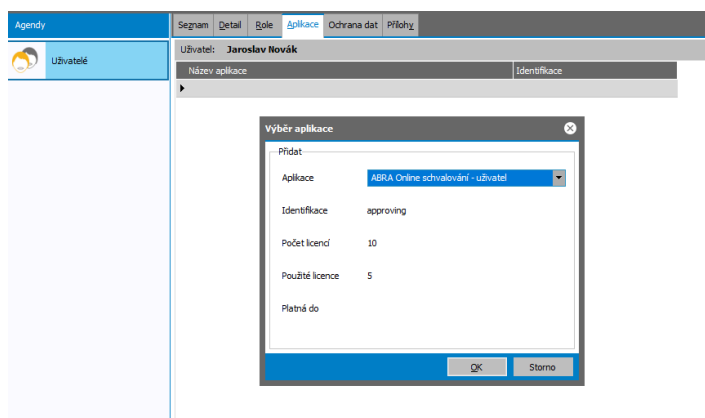 Agendy
Seznam Detail Role Aplikace Ochrana dat Přílohy
Uživatelé
Uživatel: Jaroslav Novák
Název aplikace Identifikace
Výběr aplikace
Přidat
Aplikace ABRA Online schvalování - uživatel
Identifikace approving
Počet licencí 10
Použité licence 5
Platná do
OK Storno